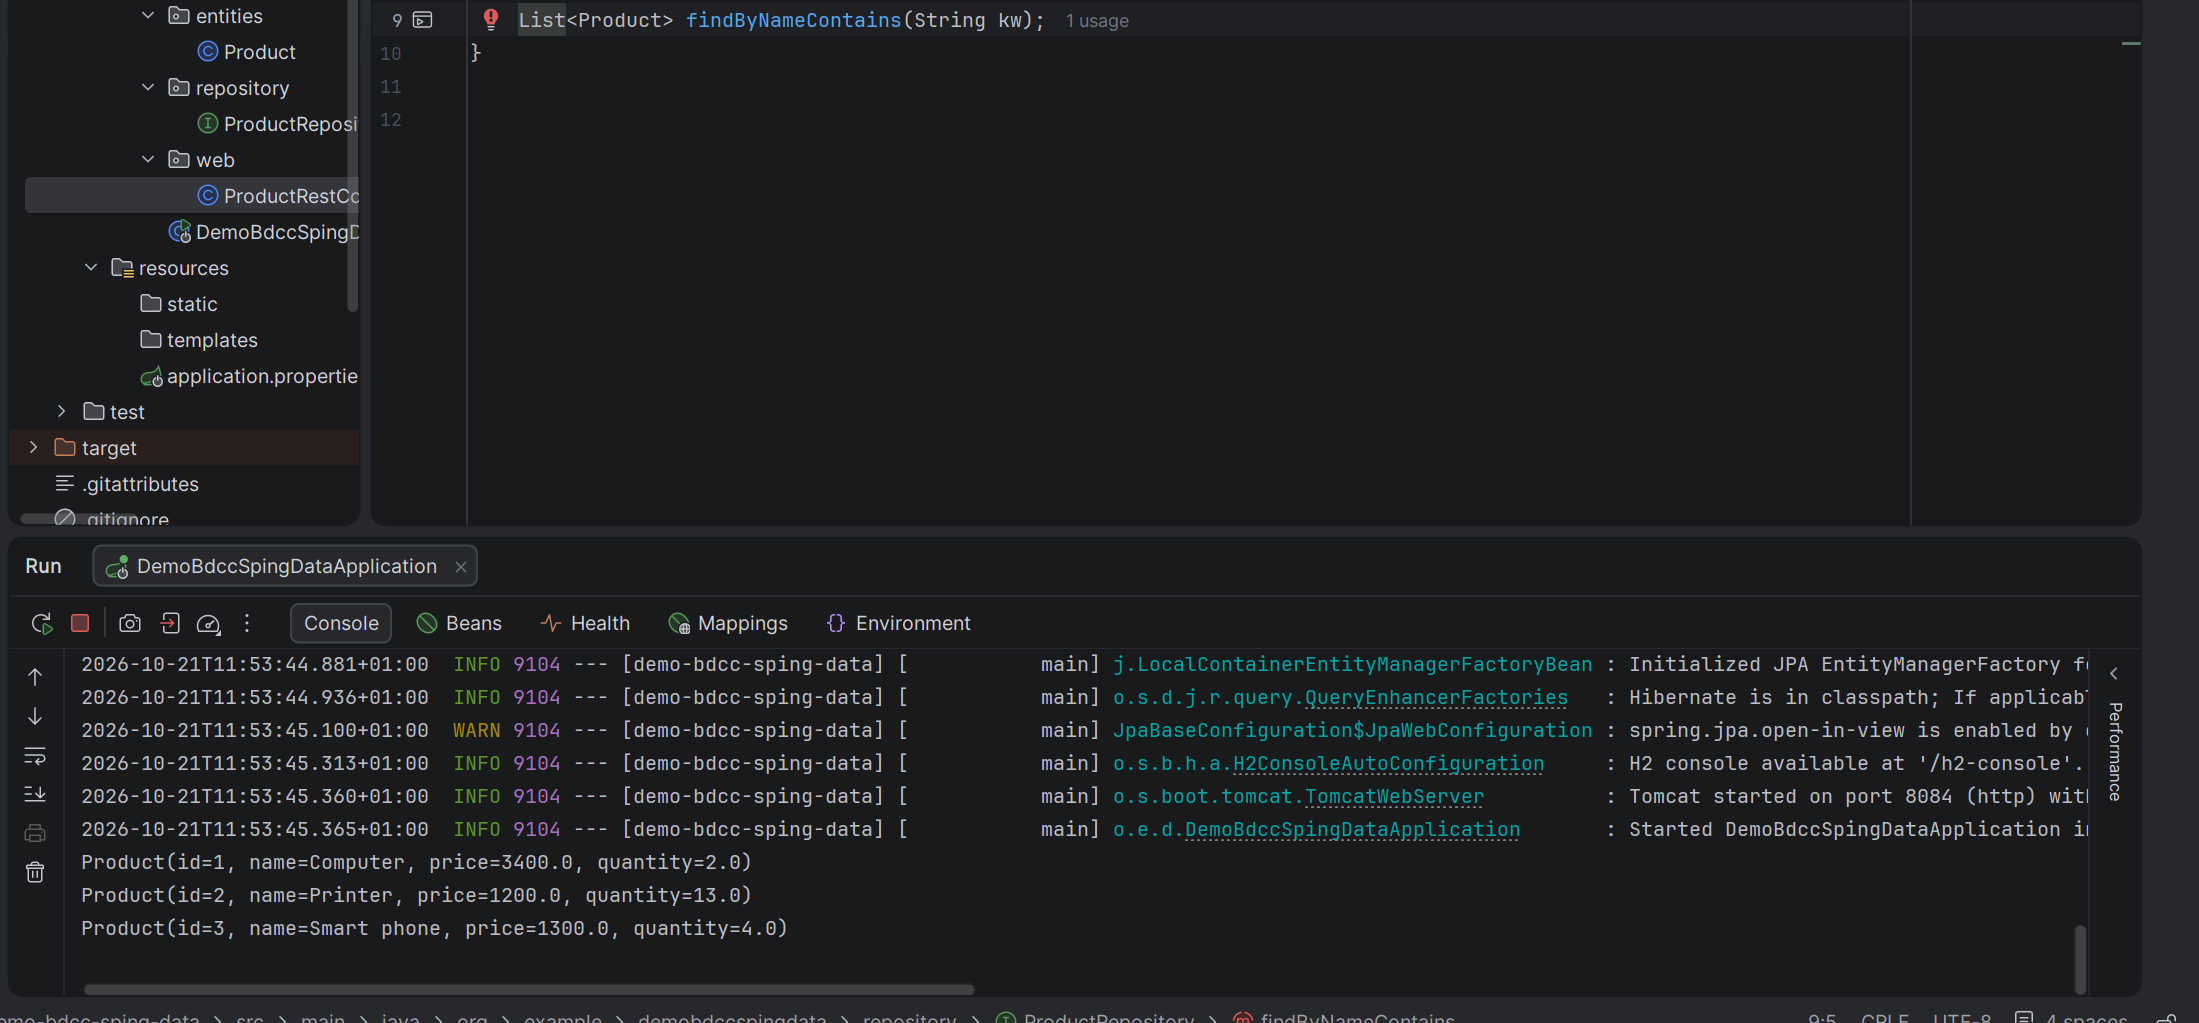 entities
Product
repository
ProductReposi
web
ProductRestCo
DemoBdccSpingD
resources
static
templates
application.propertie
test
target
.gitattributes
.gitignore
9 List<Product> findByNameContains(String kw); 1 usage
10 }
11
12
Run DemoBdccSpingDataApplication
Console Beans Health Mappings Environment
2026-10-21T11:53:44.881+01:00 INFO 9104 --- [demo-bdcc-sping-data] [ main] j.LocalContainerEntityManagerFactoryBean : Initialized JPA EntityManagerFactory fo
2026-10-21T11:53:44.936+01:00 INFO 9104 --- [demo-bdcc-sping-data] [ main] o.s.d.j.r.query.QueryEnhancerFactories : Hibernate is in classpath; If applicab
2026-10-21T11:53:45.100+01:00 WARN 9104 --- [demo-bdcc-sping-data] [ main] JpaBaseConfiguration$JpaWebConfiguration : spring.jpa.open-in-view is enabled by
2026-10-21T11:53:45.313+01:00 INFO 9104 --- [demo-bdcc-sping-data] [ main] o.s.b.h.a.H2ConsoleAutoConfiguration : H2 console available at '/h2-console'.
2026-10-21T11:53:45.360+01:00 INFO 9104 --- [demo-bdcc-sping-data] [ main] o.s.boot.tomcat.TomcatWebServer : Tomcat started on port 8084 (http) wit
2026-10-21T11:53:45.365+01:00 INFO 9104 --- [demo-bdcc-sping-data] [ main] o.e.d.DemoBdccSpingDataApplication : Started DemoBdccSpingDataApplication in
Product(id=1, name=Computer, price=3400.0, quantity=2.0)
Product(id=2, name=Printer, price=1200.0, quantity=13.0)
Product(id=3, name=Smart phone, price=1300.0, quantity=4.0)
Performance
emo-bdcc-sping-data > src > main > java > org > example > demobdccspingdata > repository > ProductRepository > findByNameContains 9:5 CRLF UTF-8 4 spaces